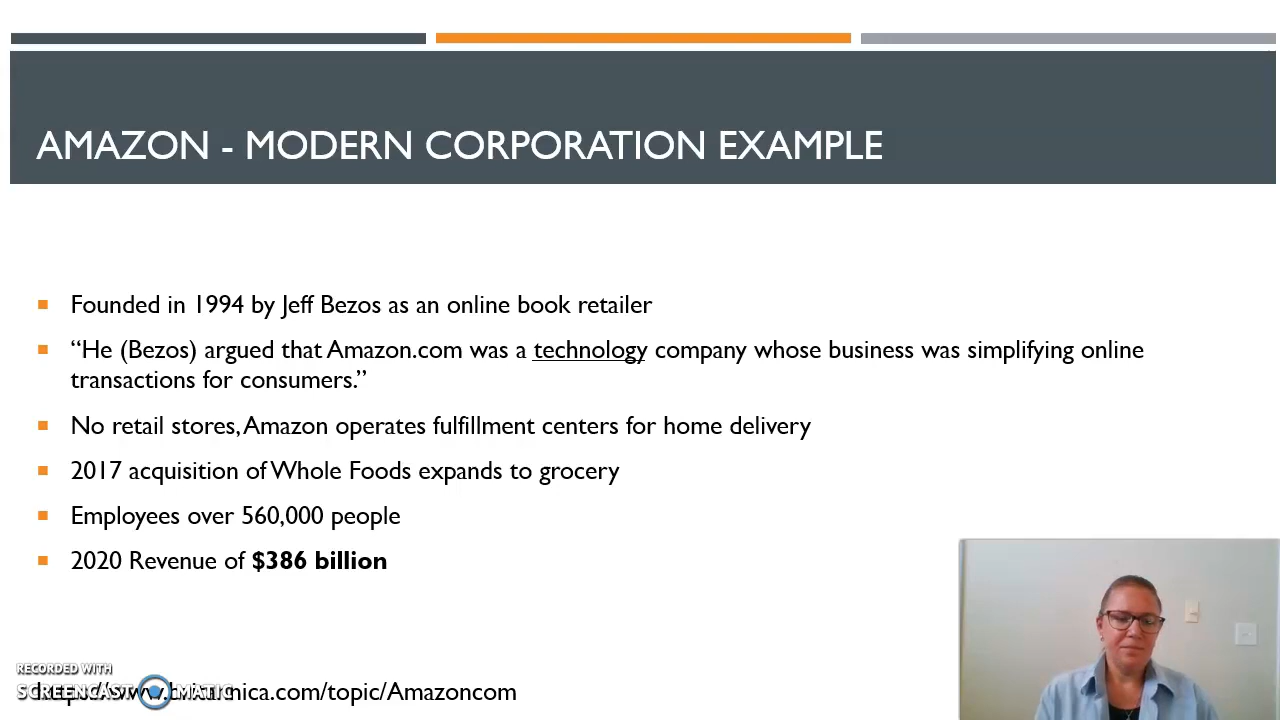 AMAZON - MODERN CORPORATION EXAMPLE
Founded in 1994 by Jeff Bezos as an online book retailer
“He (Bezos) argued that Amazon.com was a technology company whose business was simplifying online
transactions for consumers.”
No retail stores, Amazon operates fulfillment centers for home delivery
2017 acquisition of Whole Foods expands to grocery
Employees over 560,000 people
2020 Revenue of $386 billion
RECORDED WITH
SCREENCAST MATIC
.com/topic/Amazoncom